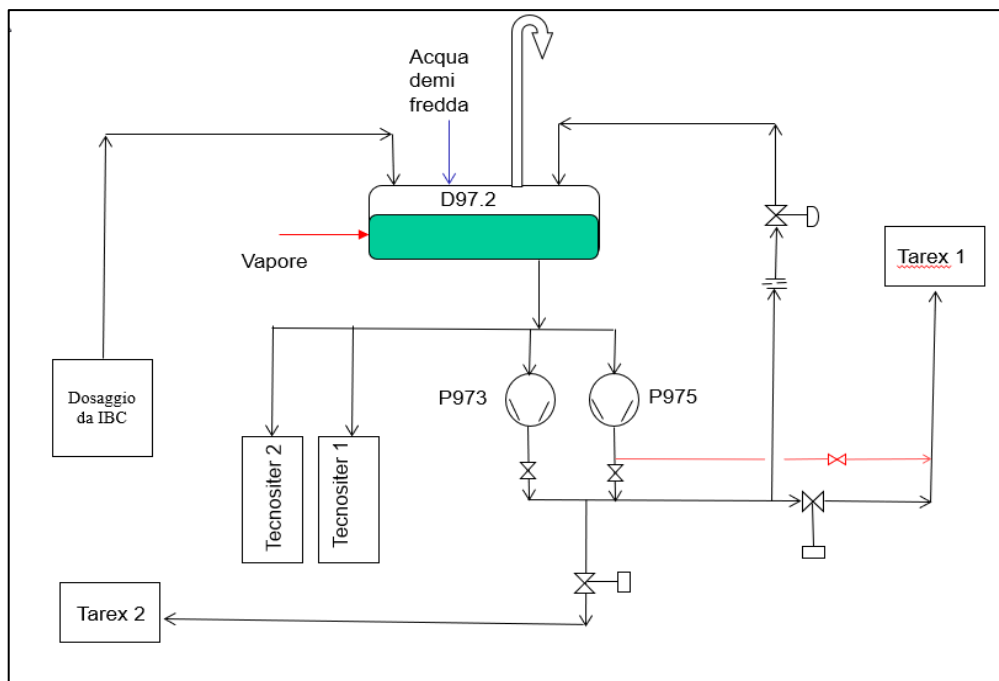 Acqua
demi
fredda
D97.2
Vapore
Tarex 1
Dosaggio
da IBC
P973
P975
Tecnositer 2
Tecnositer 1
Tarex 2